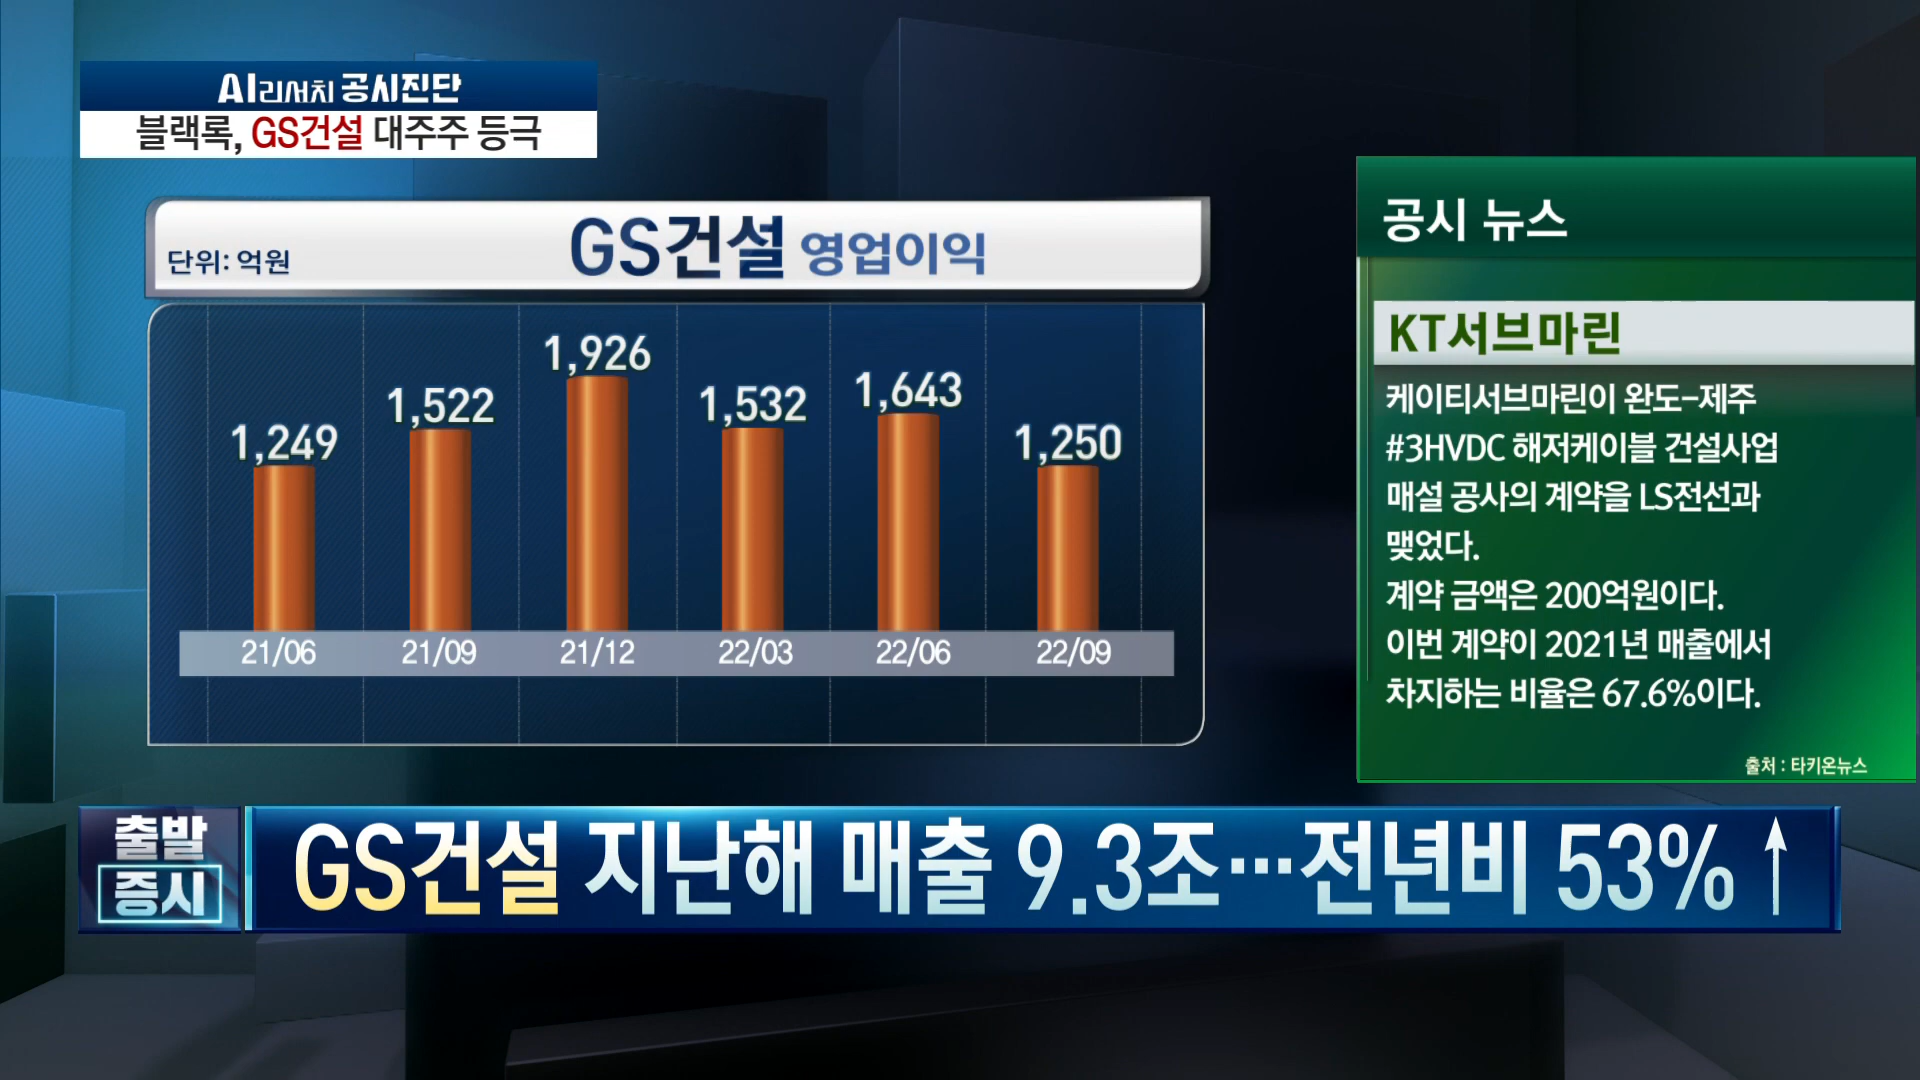 AI리서치 공시진단
블랙록, GS건설 대주주 등극
단위: 억원
GS건설 영업이익
1,249
1,522
1,926
1,532
1,643
1,250
21/06
21/09
21/12
22/03
22/06
22/09
공시 뉴스
KT서브마린
케이티서브마린이 완도-제주
#3HVDC 해저케이블 건설사업
매설 공사의 계약을 LS전선과
맺었다.
계약 금액은 200억원이다.
이번 계약이 2021년 매출에서
차지하는 비율은 67.6%이다.
출처 : 타키온뉴스
출발
증시
GS건설 지난해 매출 9.3조…전년비 53%↑